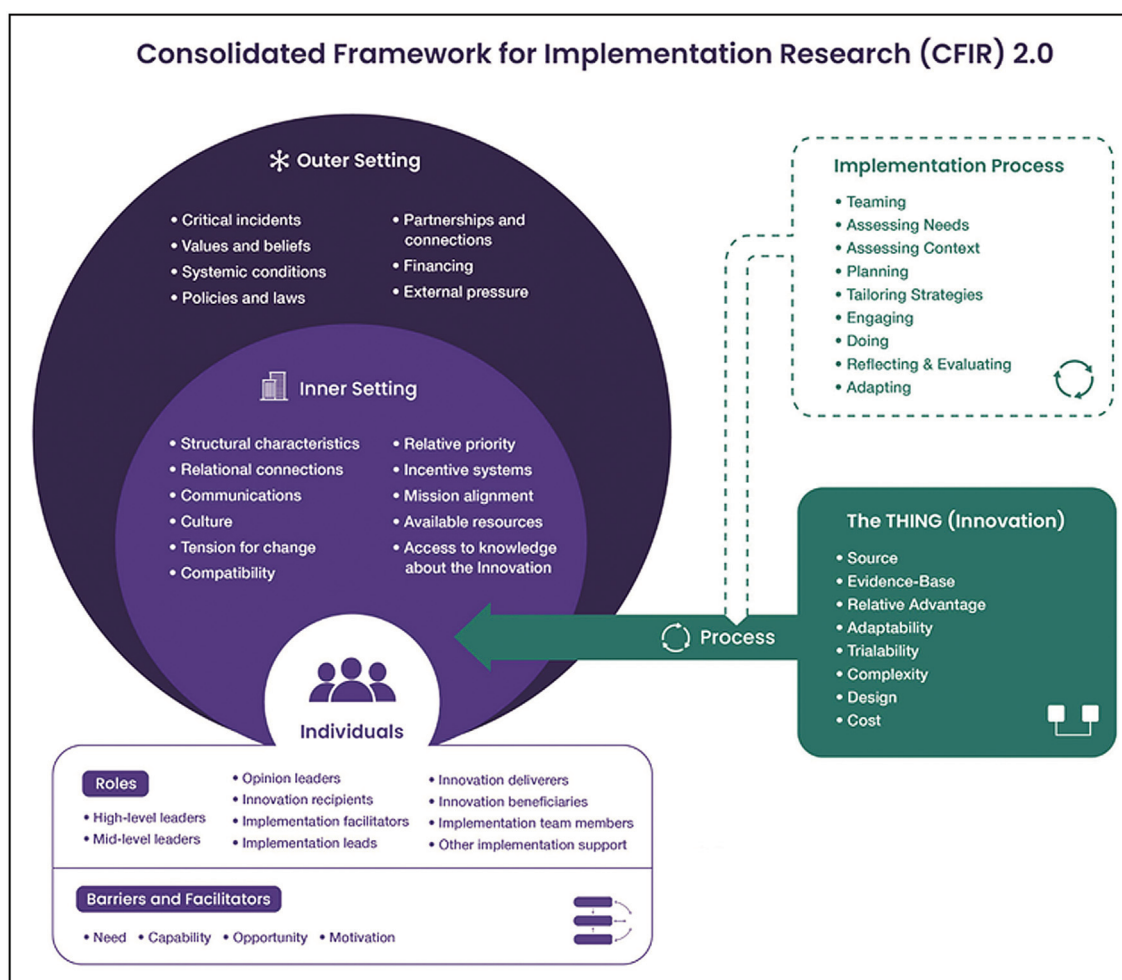 Consolidated Framework for Implementation Research (CFIR) 2.0
Outer Setting
• Critical incidents
• Values and beliefs
• Systemic conditions
• Policies and laws
• Partnerships and
connections
• Financing
• External pressure
Inner Setting
• Structural characteristics
• Relational connections
• Communications
• Culture
• Tension for change
• Compatibility
• Relative priority
• Incentive systems
• Mission alignment
• Available resources
• Access to knowledge
about the Innovation
Individuals
Roles
• High-level leaders
• Mid-level leaders
• Opinion leaders
• Innovation recipients
• Implementation facilitators
• Implementation leads
• Innovation deliverers
• Innovation beneficiaries
• Implementation team members
• Other implementation support
Barriers and Facilitators
• Need • Capability • Opportunity • Motivation
Implementation Process
• Teaming
• Assessing Needs
• Assessing Context
• Planning
• Tailoring Strategies
• Engaging
• Doing
• Reflecting & Evaluating
• Adapting
Process
The THING (Innovation)
• Source
• Evidence-Base
• Relative Advantage
• Adaptability
• Trialability
• Complexity
• Design
• Cost